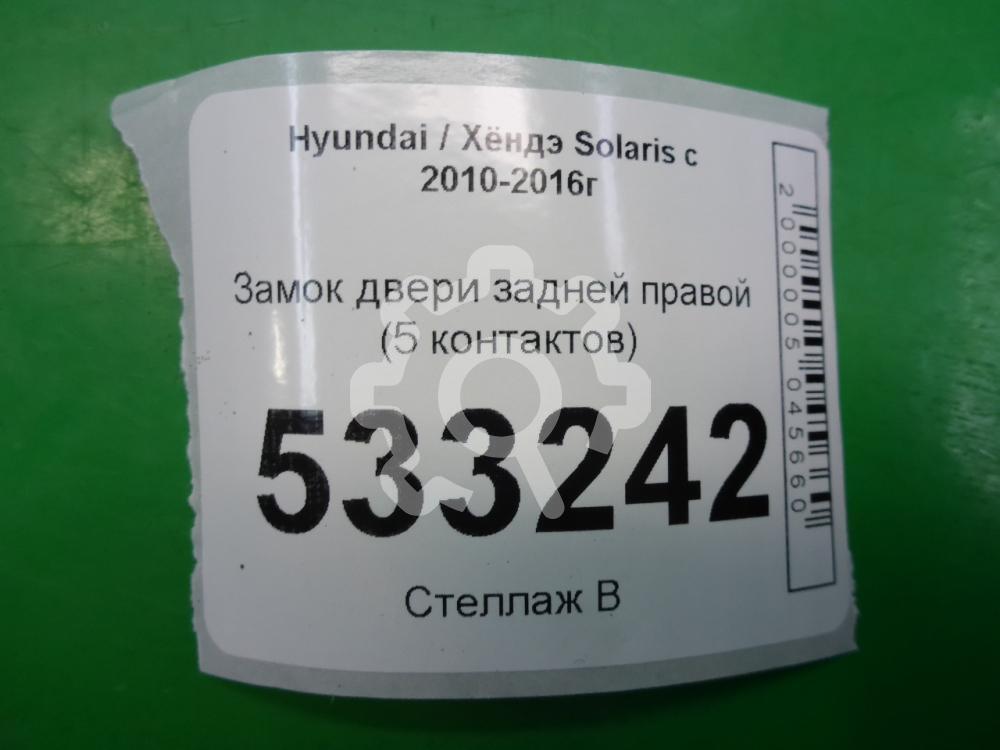 Hyundai / Хёндэ Solaris с
2010-2016г
Замок двери задней правой
(5 контактов)
533242
Стеллаж В
2000005045660